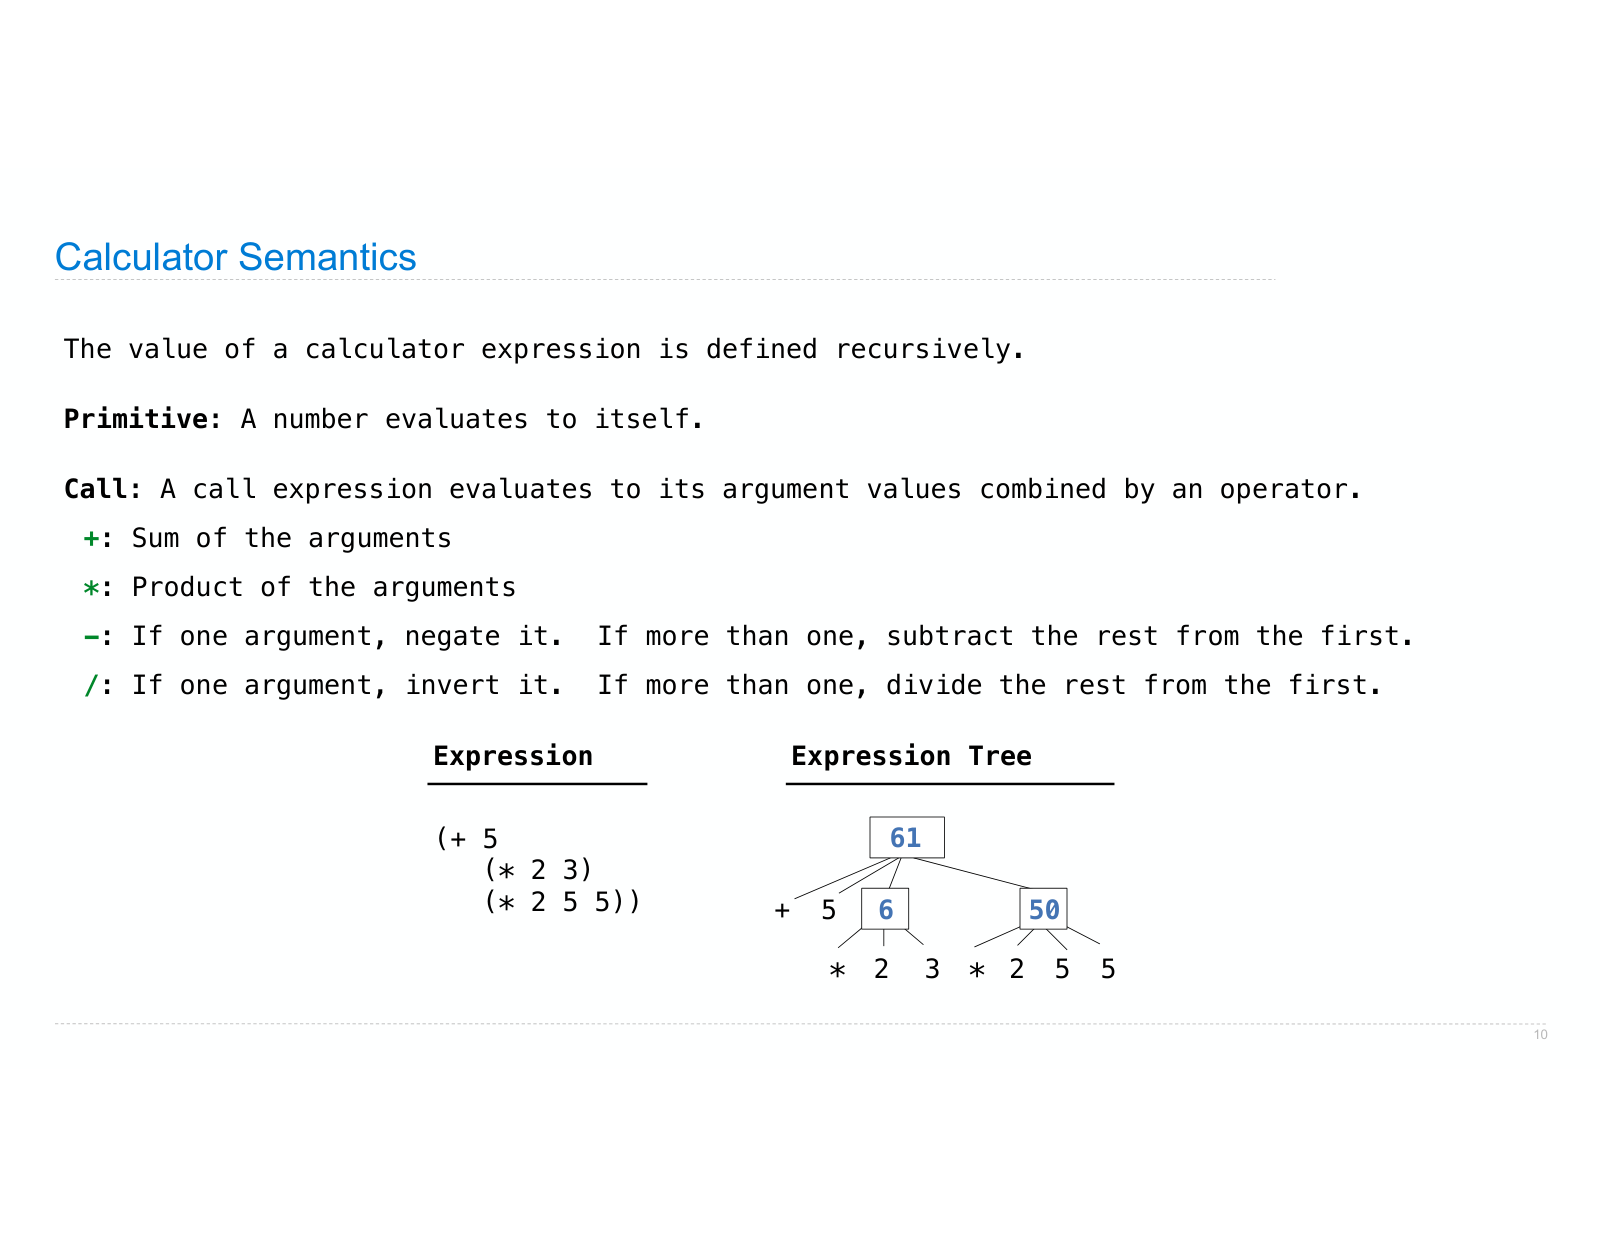 Calculator Semantics
The value of a calculator expression is defined recursively.
Primitive: A number evaluates to itself.
Call: A call expression evaluates to its argument values combined by an operator.
+: Sum of the arguments
*: Product of the arguments
-: If one argument, negate it.  If more than one, subtract the rest from the first.
/: If one argument, invert it.  If more than one, divide the rest from the first.
Expression
(+ 5
(* 2 3)
(* 2 5 5))
Expression Tree
61
+ 5 6 50
* 2 3 * 2 5 5
10